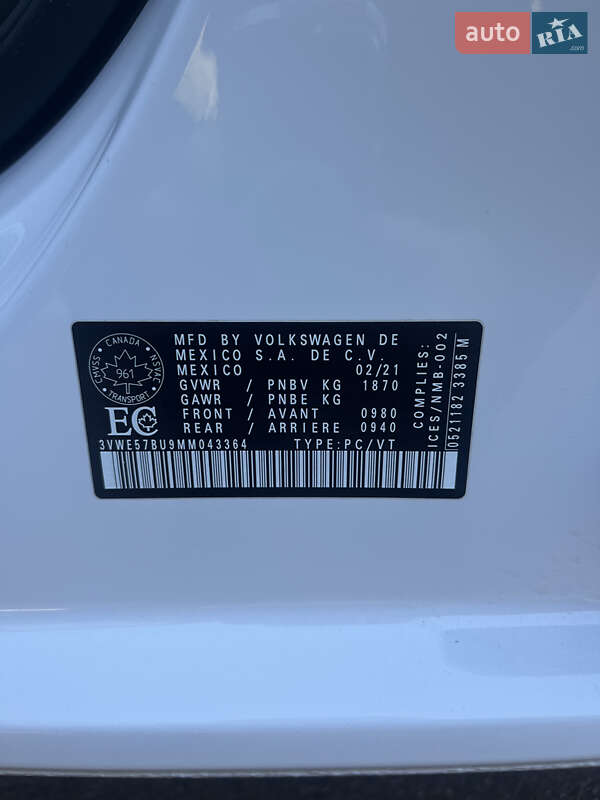 auto RIA .com
CANADA
CMVSS NSVAC
961
TRANSPORT
EC
MFD BY VOLKSWAGEN DE
MEXICO S.A. DE C.V.
MEXICO 02/21
GVWR / PNBV KG 1870
GAWR / PNBE KG
FRONT / AVANT 0980
REAR / ARRIERE 0940
3VWE57BU9MM043364 TYPE:PC/VT
COMPLIES:
ICES/NMB-002
0521182 3385 M